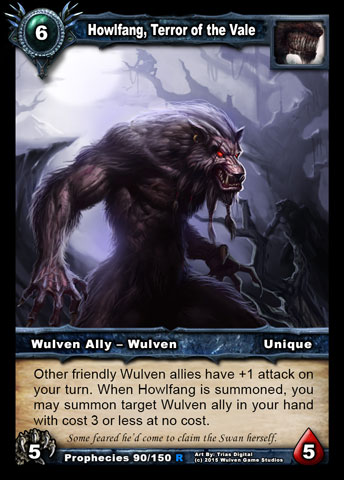 6
Howlfang, Terror of the Vale
Wulven Ally – Wulven Unique
Other friendly Wulven allies have +1 attack on
your turn. When Howlfang is summoned, you
may summon target Wulven ally in your hand
with cost 3 or less at no cost.
Some feared he'd come to claim the Swan herself.
5
Prophecies 90/150 R
Art By: Trias Digital
(c) 2015 Wulven Game Studios
5